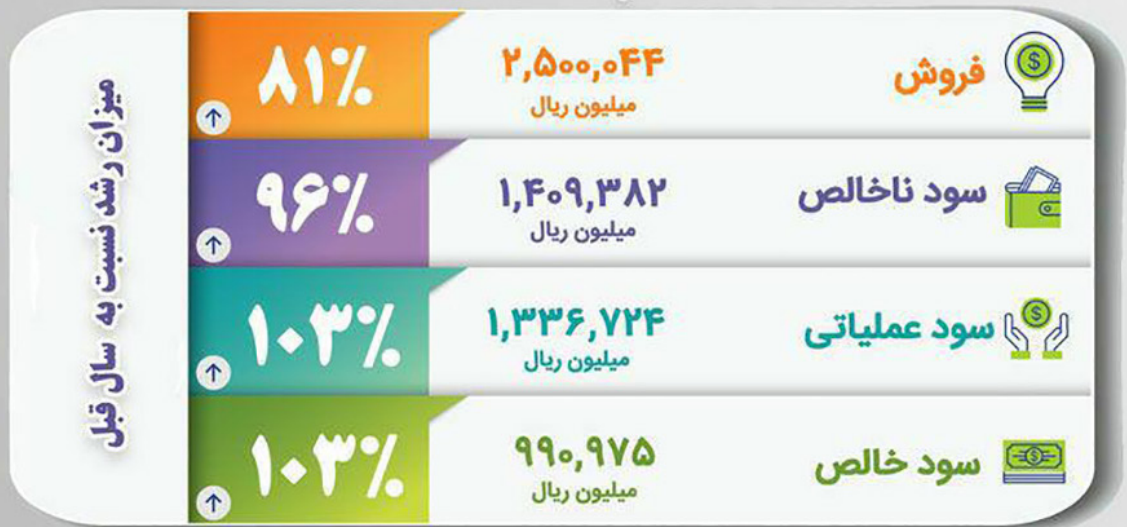 فروش
۲,۵۰۰,۰۴۴
میلیون ریال
۸۱%
سود ناخالص
۱,۴۰۹,۳۸۲
میلیون ریال
۹۶%
سود عملیاتی
۱,۳۳۶,۷۲۴
میلیون ریال
۱۰۳%
سود خالص
۹۹۰,۹۷۵
میلیون ریال
۱۰۳%
میزان رشد نسبت به سال قبل